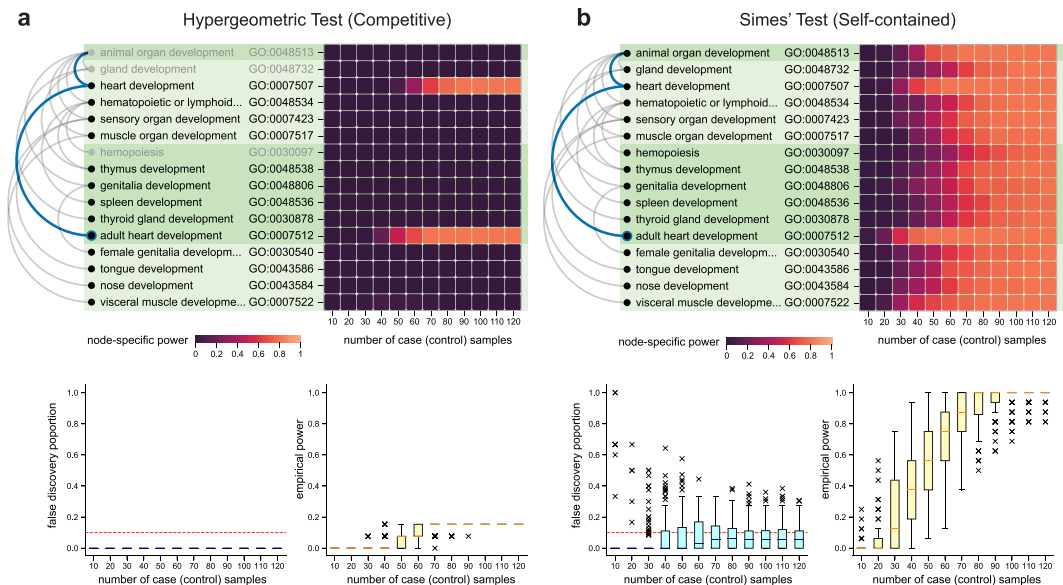 a
Hypergeometric Test (Competitive)
animal organ development GO:0048513
gland development GO:0048732
heart development GO:0007507
hematopoietic or lymphoid... GO:0048534
sensory organ development GO:0007423
muscle organ development GO:0007517
hemopoiesis GO:0030097
thymus development GO:0048538
genitalia development GO:0048806
spleen development GO:0048536
thyroid gland development GO:0030878
adult heart development GO:0007512
female genitalia developm... GO:0030540
tongue development GO:0043586
nose development GO:0043584
visceral muscle developme... GO:0007522
10 20 30 40 50 60 70 80 90 100 110 120
node-specific power
0 0.2 0.4 0.6 0.8 1
number of case (control) samples
false discovery poportion
1.0
0.8
0.6
0.4
0.2
0.0
10 20 30 40 50 60 70 80 90 100 110 120
number of case (control) samples
empirical power
1.0
0.8
0.6
0.4
0.2
0.0
10 20 30 40 50 60 70 80 90 100 110 120
number of case (control) samples
b
Simes' Test (Self-contained)
animal organ development GO:0048513
gland development GO:0048732
heart development GO:0007507
hematopoietic or lymphoid... GO:0048534
sensory organ development GO:0007423
muscle organ development GO:0007517
hemopoiesis GO:0030097
thymus development GO:0048538
genitalia development GO:0048806
spleen development GO:0048536
thyroid gland development GO:0030878
adult heart development GO:0007512
female genitalia developm... GO:0030540
tongue development GO:0043586
nose development GO:0043584
visceral muscle developme... GO:0007522
10 20 30 40 50 60 70 80 90 100 110 120
node-specific power
0 0.2 0.4 0.6 0.8 1
number of case (control) samples
false discovery poportion
1.0
0.8
0.6
0.4
0.2
0.0
10 20 30 40 50 60 70 80 90 100 110 120
number of case (control) samples
empirical power
1.0
0.8
0.6
0.4
0.2
0.0
10 20 30 40 50 60 70 80 90 100 110 120
number of case (control) samples